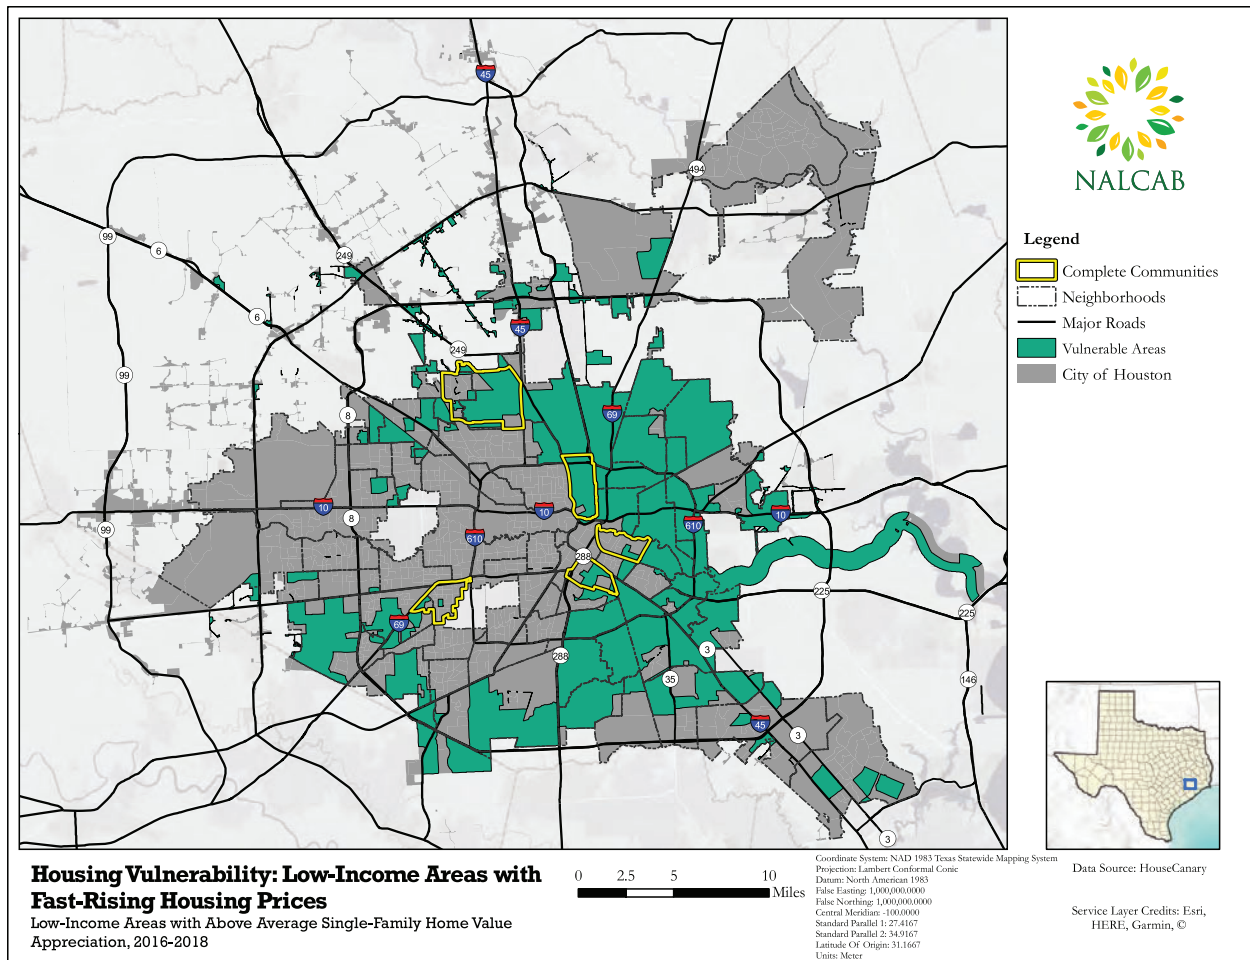 45
494
99
6
249
6
45
249
99
8
69
10
8
10
610
10
610
99
288
225
225
69
3
288
35
146
45
3
3
NALCAB
Legend
Complete Communities
Neighborhoods
Major Roads
Vulnerable Areas
City of Houston
Housing Vulnerability: Low-Income Areas with
Fast-Rising Housing Prices
Low-Income Areas with Above Average Single-Family Home Value
Appreciation, 2016-2018
0 2.5 5 10
Miles
Coordinate System: NAD 1983 Texas Statewide Mapping System
Projection: Lambert Conformal Conic
Datum: North American 1983
False Easting: 1,000,000.0000
False Northing: 1,000,000.0000
Central Meridian: -100.0000
Standard Parallel 1: 27.4167
Standard Parallel 2: 34.9167
Latitude Of Origin: 31.1667
Units: Meter
Data Source: HouseCanary
Service Layer Credits: Esri,
HERE, Garmin, ©